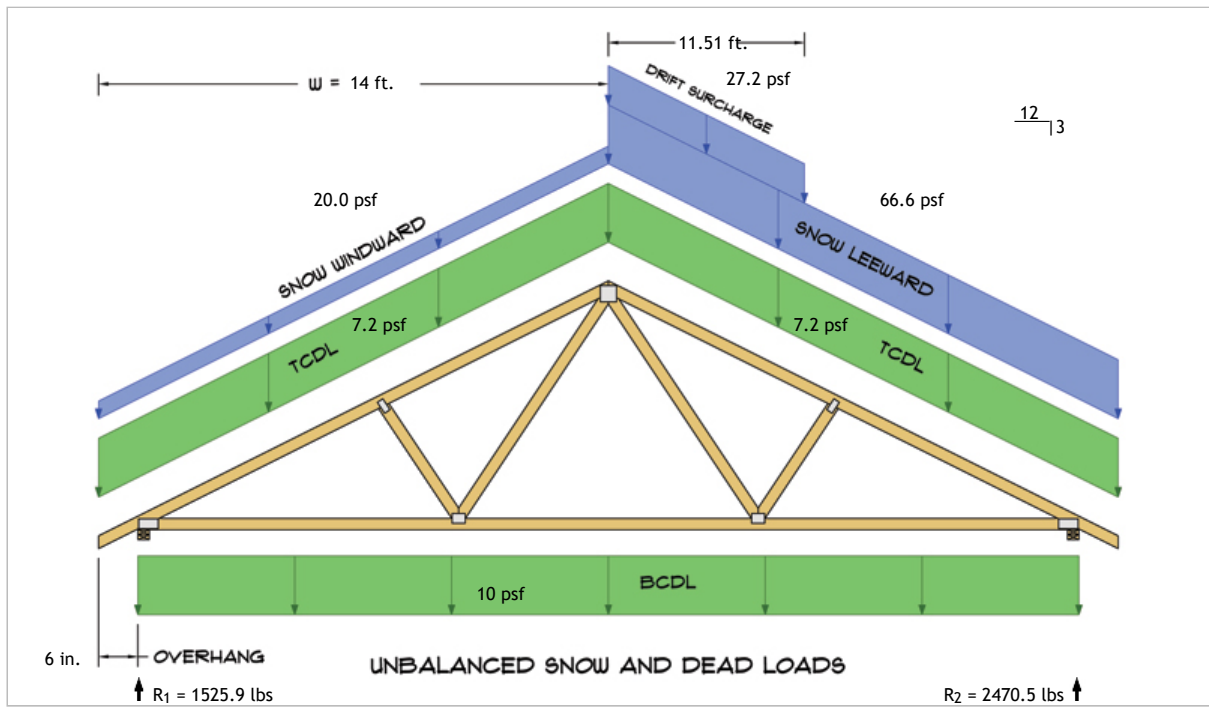 11.51 ft.
W = 14 ft.
DRIFT SURCHARGE
27.2 psf
12
3
20.0 psf
66.6 psf
SNOW WINDWARD
SNOW LEEWARD
7.2 psf
7.2 psf
TCDL
TCDL
10 psf
BCDL
6 in.
OVERHANG
UNBALANCED SNOW AND DEAD LOADS
R1 = 1525.9 lbs
R2 = 2470.5 lbs